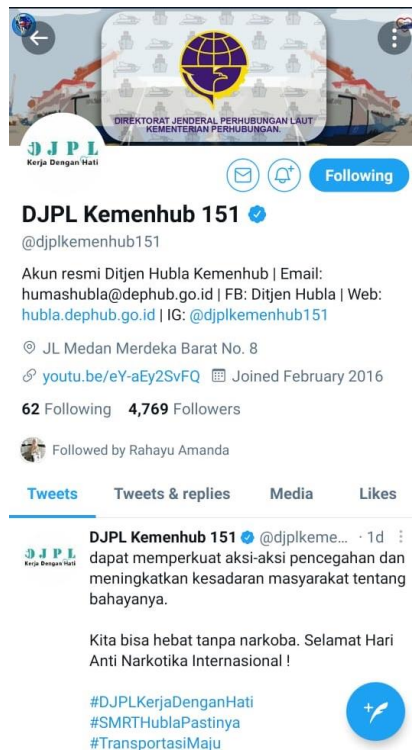 DIREKTORAT JENDERAL PERHUBUNGAN LAUT
KEMENTERIAN PERHUBUNGAN.
DJPL
Kerja Dengan Hati
Following
DJPL Kemenhub 151
@djplkemenhub151
Akun resmi Ditjen Hubla Kemenhub | Email:
humashubla@dephub.go.id | FB: Ditjen Hubla | Web:
hubla.dephub.go.id | IG: @djplkemenhub151
JL Medan Merdeka Barat No. 8
youtu.be/eY-aEy2SvFQ Joined February 2016
62 Following 4,769 Followers
Followed by Rahayu Amanda
Tweets Tweets & replies Media Likes
DJPL Kemenhub 151 @djplkeme... · 1d
DJPL
Kerja Dengan Hati
dapat memperkuat aksi-aksi pencegahan dan
meningkatkan kesadaran masyarakat tentang
bahayanya.
Kita bisa hebat tanpa narkoba. Selamat Hari
Anti Narkotika Internasional !
#DJPLKerjaDenganHati
#SMRTHublaPastinya
#TransportasiMaju